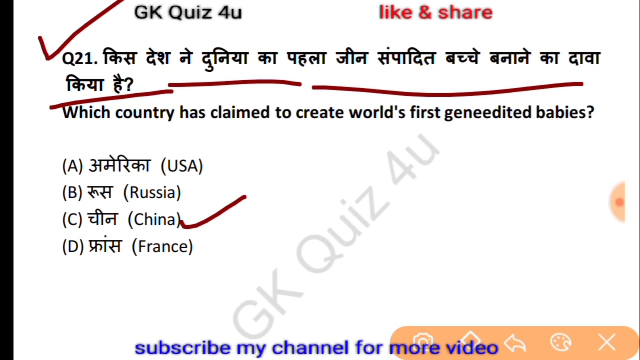 GK Quiz 4u
like & share
Q21. किस देश ने दुनिया का पहला जीन संपादित बच्चे बनाने का दावा
किया है?
Which country has claimed to create world's first geneedited babies?
(A) अमेरिका (USA)
(B) रूस (Russia)
(C) चीन (China)
(D) फ्रांस (France)
GK Quiz 4u
subscribe my channel for more video